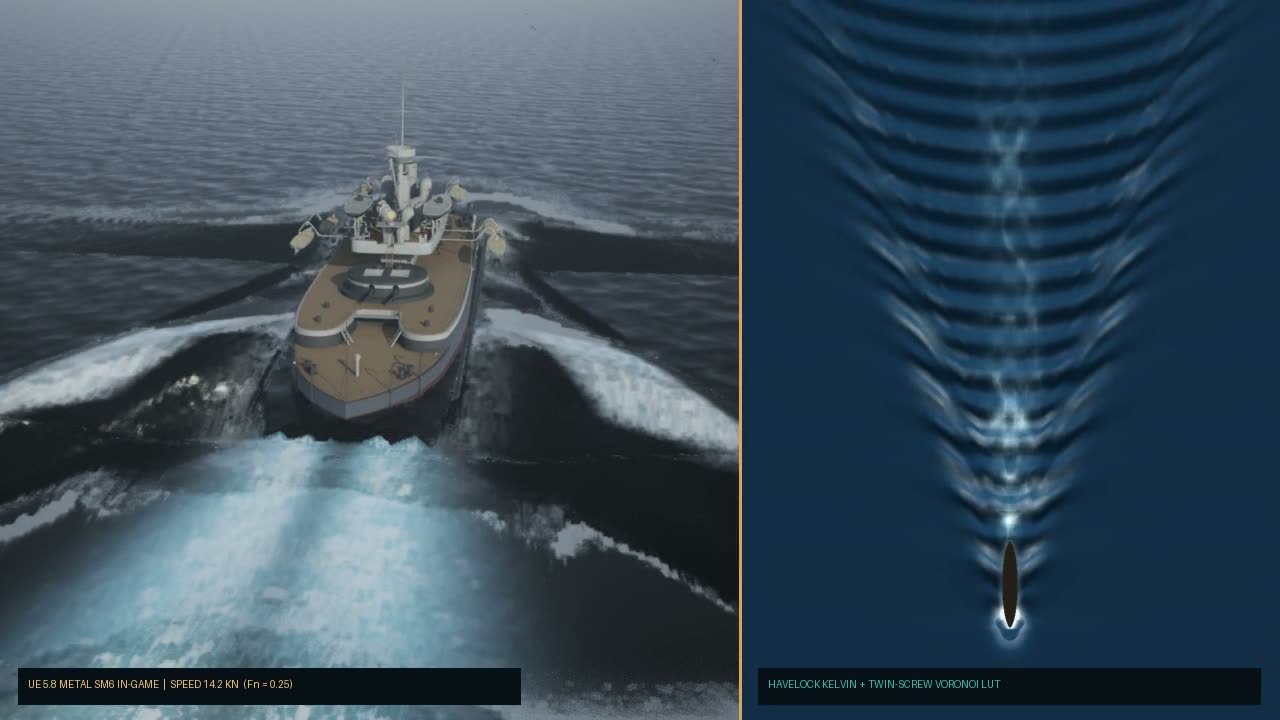 UE 5.8 METAL SM6 IN-GAME | SPEED 14.2 KN (Fn = 0.25)
HAVELOCK KELVIN + TWIN-SCREW VORONOI LUT